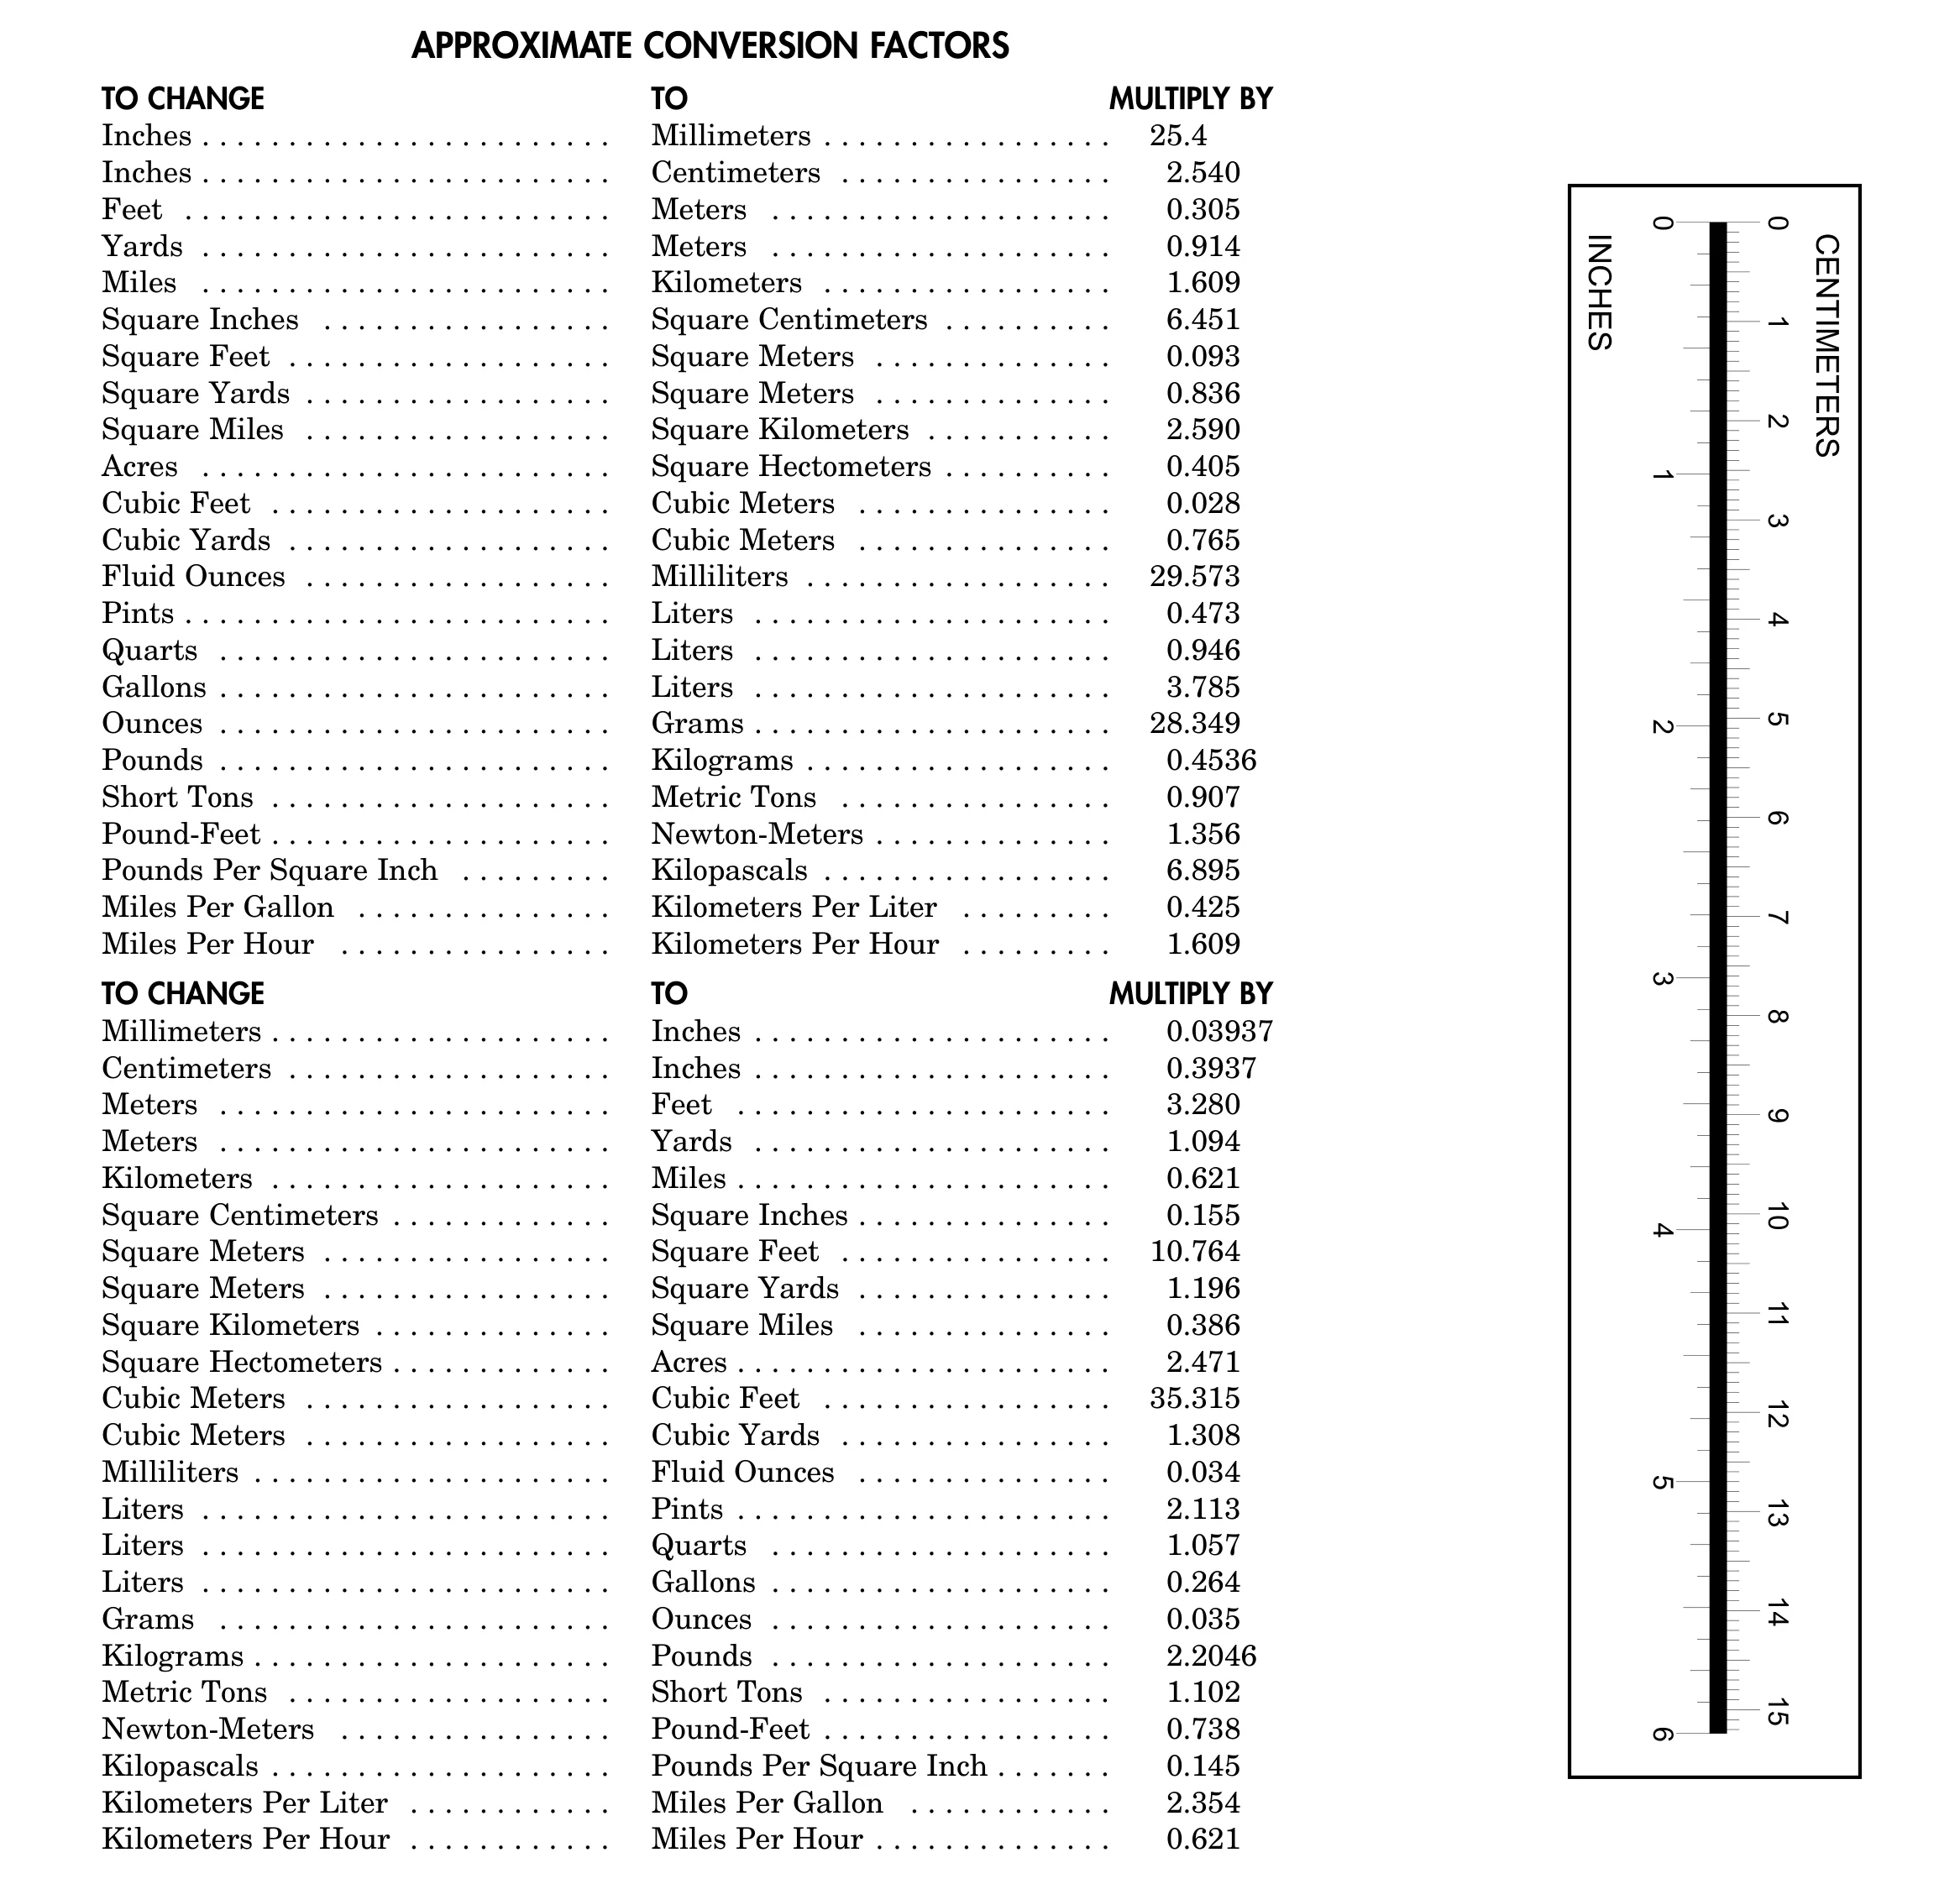 APPROXIMATE CONVERSION FACTORS
TO CHANGE TO MULTIPLY BY
Inches . . . . . . . . . . . . . . . . . . . . . . . . Millimeters . . . . . . . . . . . . . . . . . 25.4
Inches . . . . . . . . . . . . . . . . . . . . . . . . Centimeters . . . . . . . . . . . . . . . . 2.540
Feet . . . . . . . . . . . . . . . . . . . . . . . . . Meters . . . . . . . . . . . . . . . . . . . . 0.305
Yards . . . . . . . . . . . . . . . . . . . . . . . . Meters . . . . . . . . . . . . . . . . . . . . 0.914
Miles . . . . . . . . . . . . . . . . . . . . . . . . Kilometers . . . . . . . . . . . . . . . . . 1.609
Square Inches . . . . . . . . . . . . . . . . . Square Centimeters . . . . . . . . . . 6.451
Square Feet . . . . . . . . . . . . . . . . . . . Square Meters . . . . . . . . . . . . . . 0.093
Square Yards . . . . . . . . . . . . . . . . . . Square Meters . . . . . . . . . . . . . . 0.836
Square Miles . . . . . . . . . . . . . . . . . . Square Kilometers . . . . . . . . . . . 2.590
Acres . . . . . . . . . . . . . . . . . . . . . . . . Square Hectometers . . . . . . . . . . 0.405
Cubic Feet . . . . . . . . . . . . . . . . . . . . Cubic Meters . . . . . . . . . . . . . . . 0.028
Cubic Yards . . . . . . . . . . . . . . . . . . . Cubic Meters . . . . . . . . . . . . . . . 0.765
Fluid Ounces . . . . . . . . . . . . . . . . . . Milliliters . . . . . . . . . . . . . . . . . . 29.573
Pints . . . . . . . . . . . . . . . . . . . . . . . . . Liters . . . . . . . . . . . . . . . . . . . . . 0.473
Quarts . . . . . . . . . . . . . . . . . . . . . . . Liters . . . . . . . . . . . . . . . . . . . . . 0.946
Gallons . . . . . . . . . . . . . . . . . . . . . . . Liters . . . . . . . . . . . . . . . . . . . . . 3.785
Ounces . . . . . . . . . . . . . . . . . . . . . . . Grams . . . . . . . . . . . . . . . . . . . . . 28.349
Pounds . . . . . . . . . . . . . . . . . . . . . . . Kilograms . . . . . . . . . . . . . . . . . . 0.4536
Short Tons . . . . . . . . . . . . . . . . . . . . Metric Tons . . . . . . . . . . . . . . . . 0.907
Pound-Feet . . . . . . . . . . . . . . . . . . . . Newton-Meters . . . . . . . . . . . . . . 1.356
Pounds Per Square Inch . . . . . . . . . Kilopascals . . . . . . . . . . . . . . . . . 6.895
Miles Per Gallon . . . . . . . . . . . . . . . Kilometers Per Liter . . . . . . . . . 0.425
Miles Per Hour . . . . . . . . . . . . . . . . Kilometers Per Hour . . . . . . . . . 1.609
TO CHANGE TO MULTIPLY BY
Millimeters . . . . . . . . . . . . . . . . . . . . Inches . . . . . . . . . . . . . . . . . . . . . 0.03937
Centimeters . . . . . . . . . . . . . . . . . . . Inches . . . . . . . . . . . . . . . . . . . . . 0.3937
Meters . . . . . . . . . . . . . . . . . . . . . . . Feet . . . . . . . . . . . . . . . . . . . . . . 3.280
Meters . . . . . . . . . . . . . . . . . . . . . . . Yards . . . . . . . . . . . . . . . . . . . . . 1.094
Kilometers . . . . . . . . . . . . . . . . . . . . Miles . . . . . . . . . . . . . . . . . . . . . . 0.621
Square Centimeters . . . . . . . . . . . . . Square Inches . . . . . . . . . . . . . . . 0.155
Square Meters . . . . . . . . . . . . . . . . . Square Feet . . . . . . . . . . . . . . . . 10.764
Square Meters . . . . . . . . . . . . . . . . . Square Yards . . . . . . . . . . . . . . . 1.196
Square Kilometers . . . . . . . . . . . . . . Square Miles . . . . . . . . . . . . . . . 0.386
Square Hectometers . . . . . . . . . . . . . Acres . . . . . . . . . . . . . . . . . . . . . . 2.471
Cubic Meters . . . . . . . . . . . . . . . . . . Cubic Feet . . . . . . . . . . . . . . . . . 35.315
Cubic Meters . . . . . . . . . . . . . . . . . . Cubic Yards . . . . . . . . . . . . . . . . 1.308
Milliliters . . . . . . . . . . . . . . . . . . . . . Fluid Ounces . . . . . . . . . . . . . . . 0.034
Liters . . . . . . . . . . . . . . . . . . . . . . . . Pints . . . . . . . . . . . . . . . . . . . . . . 2.113
Liters . . . . . . . . . . . . . . . . . . . . . . . . Quarts . . . . . . . . . . . . . . . . . . . . 1.057
Liters . . . . . . . . . . . . . . . . . . . . . . . . Gallons . . . . . . . . . . . . . . . . . . . . 0.264
Grams . . . . . . . . . . . . . . . . . . . . . . . Ounces . . . . . . . . . . . . . . . . . . . . 0.035
Kilograms . . . . . . . . . . . . . . . . . . . . . Pounds . . . . . . . . . . . . . . . . . . . . 2.2046
Metric Tons . . . . . . . . . . . . . . . . . . . Short Tons . . . . . . . . . . . . . . . . . 1.102
Newton-Meters . . . . . . . . . . . . . . . . Pound-Feet . . . . . . . . . . . . . . . . . 0.738
Kilopascals . . . . . . . . . . . . . . . . . . . . Pounds Per Square Inch . . . . . . . 0.145
Kilometers Per Liter . . . . . . . . . . . . Miles Per Gallon . . . . . . . . . . . . 2.354
Kilometers Per Hour . . . . . . . . . . . . Miles Per Hour . . . . . . . . . . . . . . 0.621
CENTIMETERS
0 1 2 3 4 5 6 7 8 9 10 11 12 13 14 15
0 1 2 3 4 5 6
INCHES